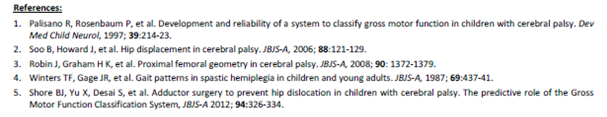 References:
1. Palisano R, Rosenbaum P, et al. Development and reliability of a system to classify gross motor function in children with cerebral palsy. Dev
Med Child Neurol, 1997; 39:214-23.
2. Soo B, Howard J, et al. Hip displacement in cerebral palsy. JBJS-A, 2006; 88:121-129.
3. Robin J, Graham H K, et al. Proximal femoral geometry in cerebral palsy. JBJS-A, 2008; 90: 1372-1379.
4. Winters TF, Gage JR, et al. Gait patterns in spastic hemiplegia in children and young adults. JBJS-A, 1987; 69:437-41.
5. Shore BJ, Yu X, Desai S, et al. Adductor surgery to prevent hip dislocation in children with cerebral palsy. The predictive role of the Gross
Motor Function Classification System, JBJS-A 2012; 94:326-334.